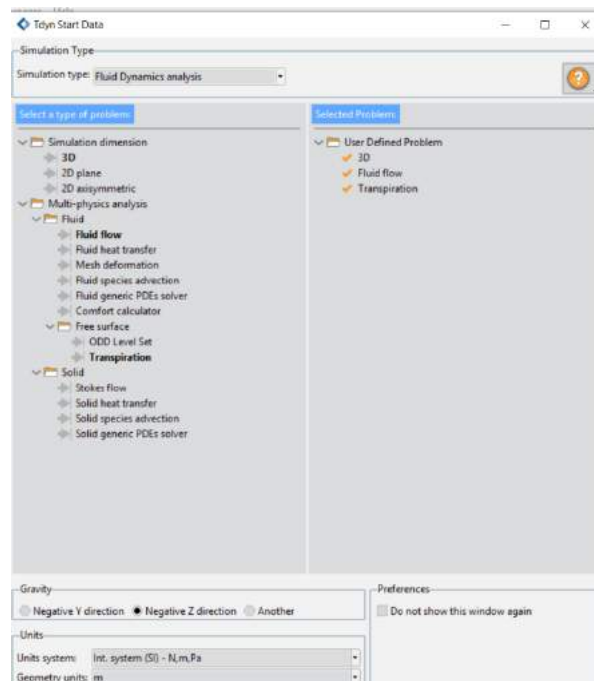 Tdyn Start Data
Simulation Type
Simulation type: Fluid Dynamics analysis
Select a type of problem:
Simulation dimension
3D
2D plane
2D axisymmetric
Multi-physics analysis
Fluid
Fluid flow
Fluid heat transfer
Mesh deformation
Fluid species advection
Fluid generic PDEs solver
Comfort calculator
Free surface
ODD Level Set
Transpiration
Solid
Stokes flow
Solid heat transfer
Solid species advection
Solid generic PDEs solver
Selected Problem:
User Defined Problem
3D
Fluid flow
Transpiration
Gravity
Negative Y direction Negative Z direction Another
Preferences
Do not show this window again
Units
Units system: Int. system (SI) - N,m,Pa
Geometry units: m